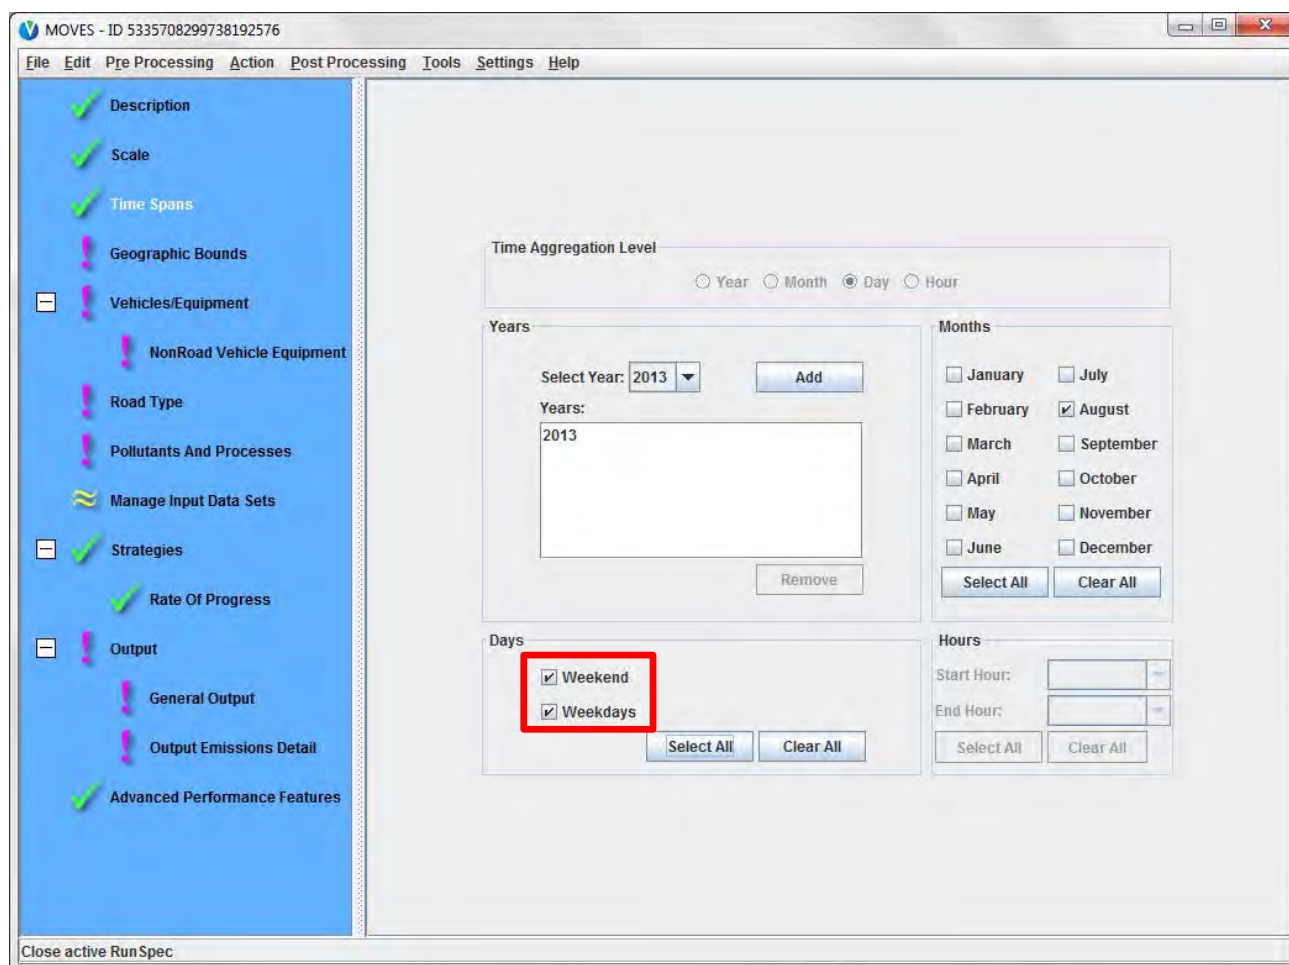 MOVES - ID 5335708299738192576
File Edit Pre Processing Action Post Processing Tools Settings Help
Description
Scale
Time Spans
Geographic Bounds
Vehicles/Equipment
NonRoad Vehicle Equipment
Road Type
Pollutants And Processes
Manage Input Data Sets
Strategies
Rate Of Progress
Output
General Output
Output Emissions Detail
Advanced Performance Features
Time Aggregation Level
Year Month Day Hour
Years
Select Year: 2013 Add
Years:
2013
Remove
Months
January July
February August
March September
April October
May November
June December
Select All Clear All
Days
Weekend
Weekdays
Select All Clear All
Hours
Start Hour:
End Hour:
Select All Clear All
Close active RunSpec